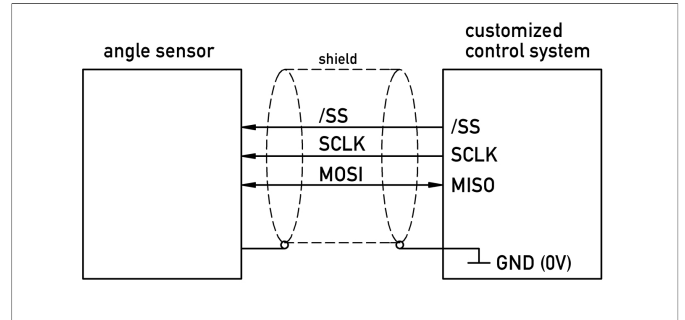 customized
control system
angle sensor
shield
/SS
/SS
SCLK
SCLK
MOSI
MISO
GND (0V)